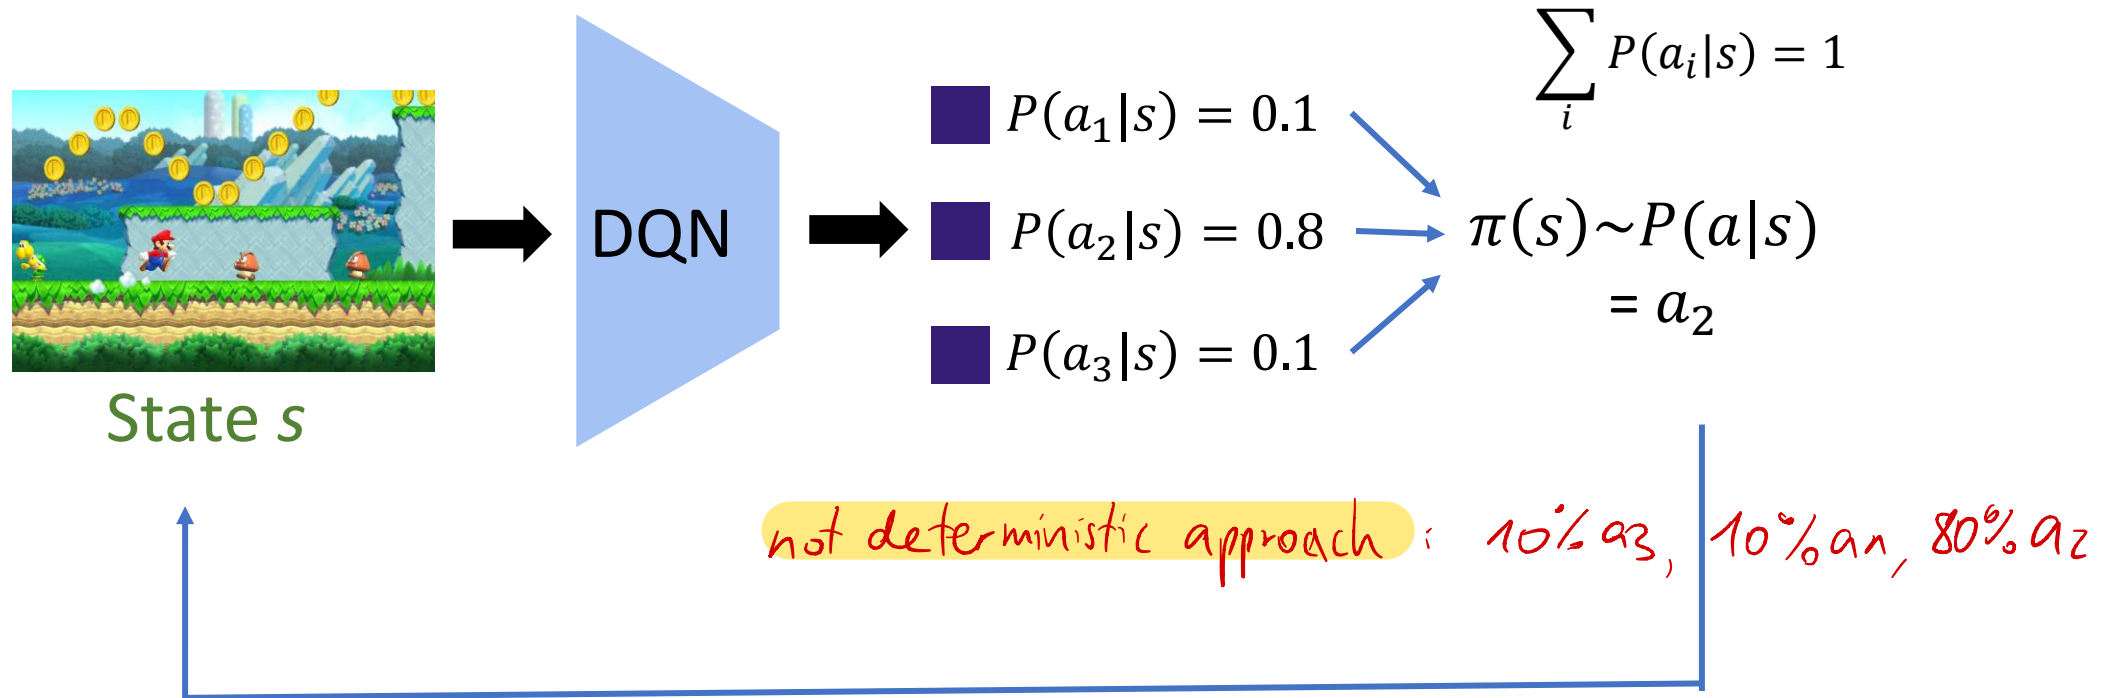 State s
DQN
P(a₁|s) = 0.1
P(a₂|s) = 0.8
P(a₃|s) = 0.1
∑ᵢ P(aᵢ|s) = 1
π(s)~P(a|s)
= a₂
not deterministic approach : 10% a3, 10% a1, 80% a2